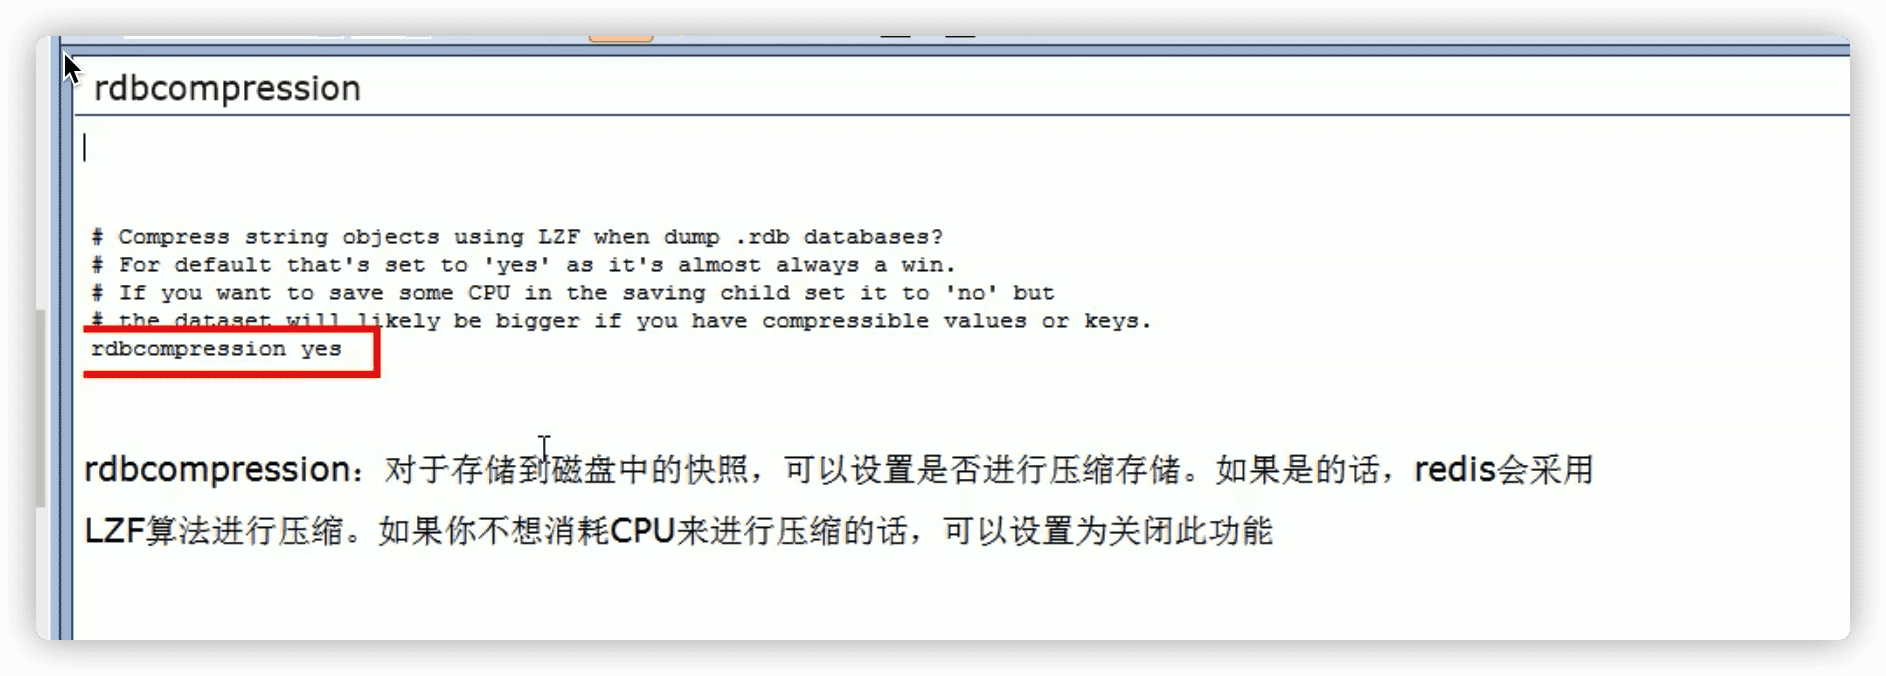 rdbcompression
# Compress string objects using LZF when dump .rdb databases?
# For default that's set to 'yes' as it's almost always a win.
# If you want to save some CPU in the saving child set it to 'no' but
# the dataset will likely be bigger if you have compressible values or keys.
rdbcompression yes
rdbcompression：对于存储到磁盘中的快照，可以设置是否进行压缩存储。如果是的话，redis会采用
LZF算法进行压缩。如果你不想消耗CPU来进行压缩的话，可以设置为关闭此功能